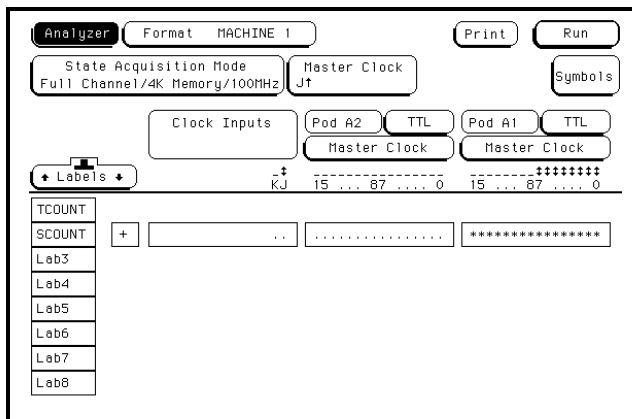 Analyzer Format MACHINE 1 Print Run
State Acquisition Mode
Full Channel/4K Memory/100MHz
Master Clock
J↑
Symbols
Clock Inputs
Pod A2 TTL
Master Clock
Pod A1 TTL
Master Clock
↑ Labels ↓
KJ 15 ... 87 .... 0 15 ... 87 .... 0
TCOUNT
SCOUNT + .. ................ ****************
Lab3
Lab4
Lab5
Lab6
Lab7
Lab8